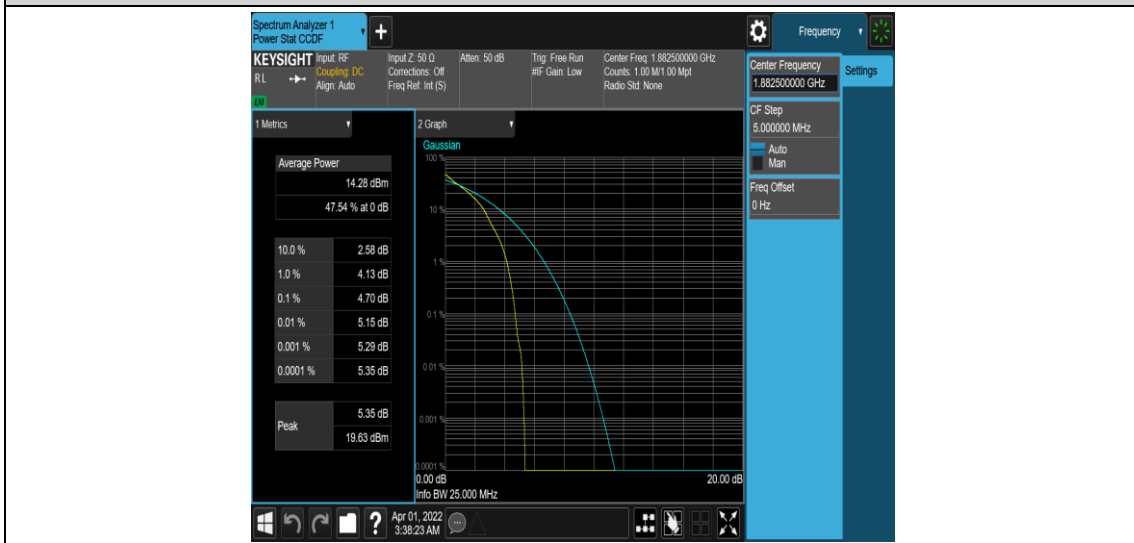 Spectrum Analyzer 1
Power Stat CCDF
Frequency
KEYSIGHT
RL
LXI
Input: RF
Coupling: DC
Align: Auto
Input Z: 50 Ω
Corrections: Off
Freq Ref: Int (S)
Atten: 50 dB
Trig: Free Run
#IF Gain: Low
Center Freq: 1.882500000 GHz
Counts: 1.00 M/1.00 Mpt
Radio Std: None
Center Frequency
1.882500000 GHz
Settings
CF Step
5.000000 MHz
Auto
Man
Freq Offset
0 Hz
1 Metrics
Average Power
14.28 dBm
47.54 % at 0 dB
10.0 % 2.58 dB
1.0 % 4.13 dB
0.1 % 4.70 dB
0.01 % 5.15 dB
0.001 % 5.29 dB
0.0001 % 5.35 dB
Peak
5.35 dB
19.63 dBm
2 Graph
Gaussian
100 %
10 %
1 %
0.1 %
0.01 %
0.001 %
0.0001 %
0.00 dB 20.00 dB
Info BW 25.000 MHz
Apr 01, 2022
3:38:23 AM